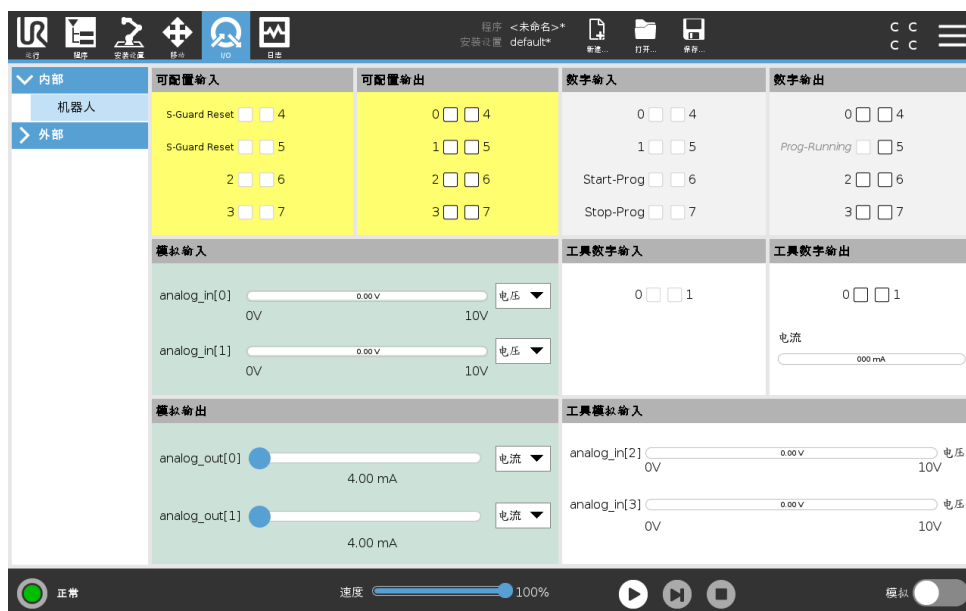 UR
程序 <未命名>*
安装设置 default*
C C
C C
运行 程序 安装设置 移动 I/O 日志 新建... 打开... 保存...
内部
机器人
外部
可配置输入
S-Guard Reset 4
S-Guard Reset 5
2 6
3 7
可配置输出
0 4
1 5
2 6
3 7
数字输入
0 4
1 5
Start-Prog 6
Stop-Prog 7
数字输出
0 4
Prog-Running 5
2 6
3 7
模拟输入
analog_in[0] 0.00 V 电压
0V 10V
analog_in[1] 0.00 V 电压
0V 10V
工具数字输入
0 1
工具数字输出
0 1
电流
000 mA
模拟输出
analog_out[0] 电流
4.00 mA
analog_out[1] 电流
4.00 mA
工具模拟输入
analog_in[2] 0.00 V 电压
0V 10V
analog_in[3] 0.00 V 电压
0V 10V
正常 速度 100% 模拟